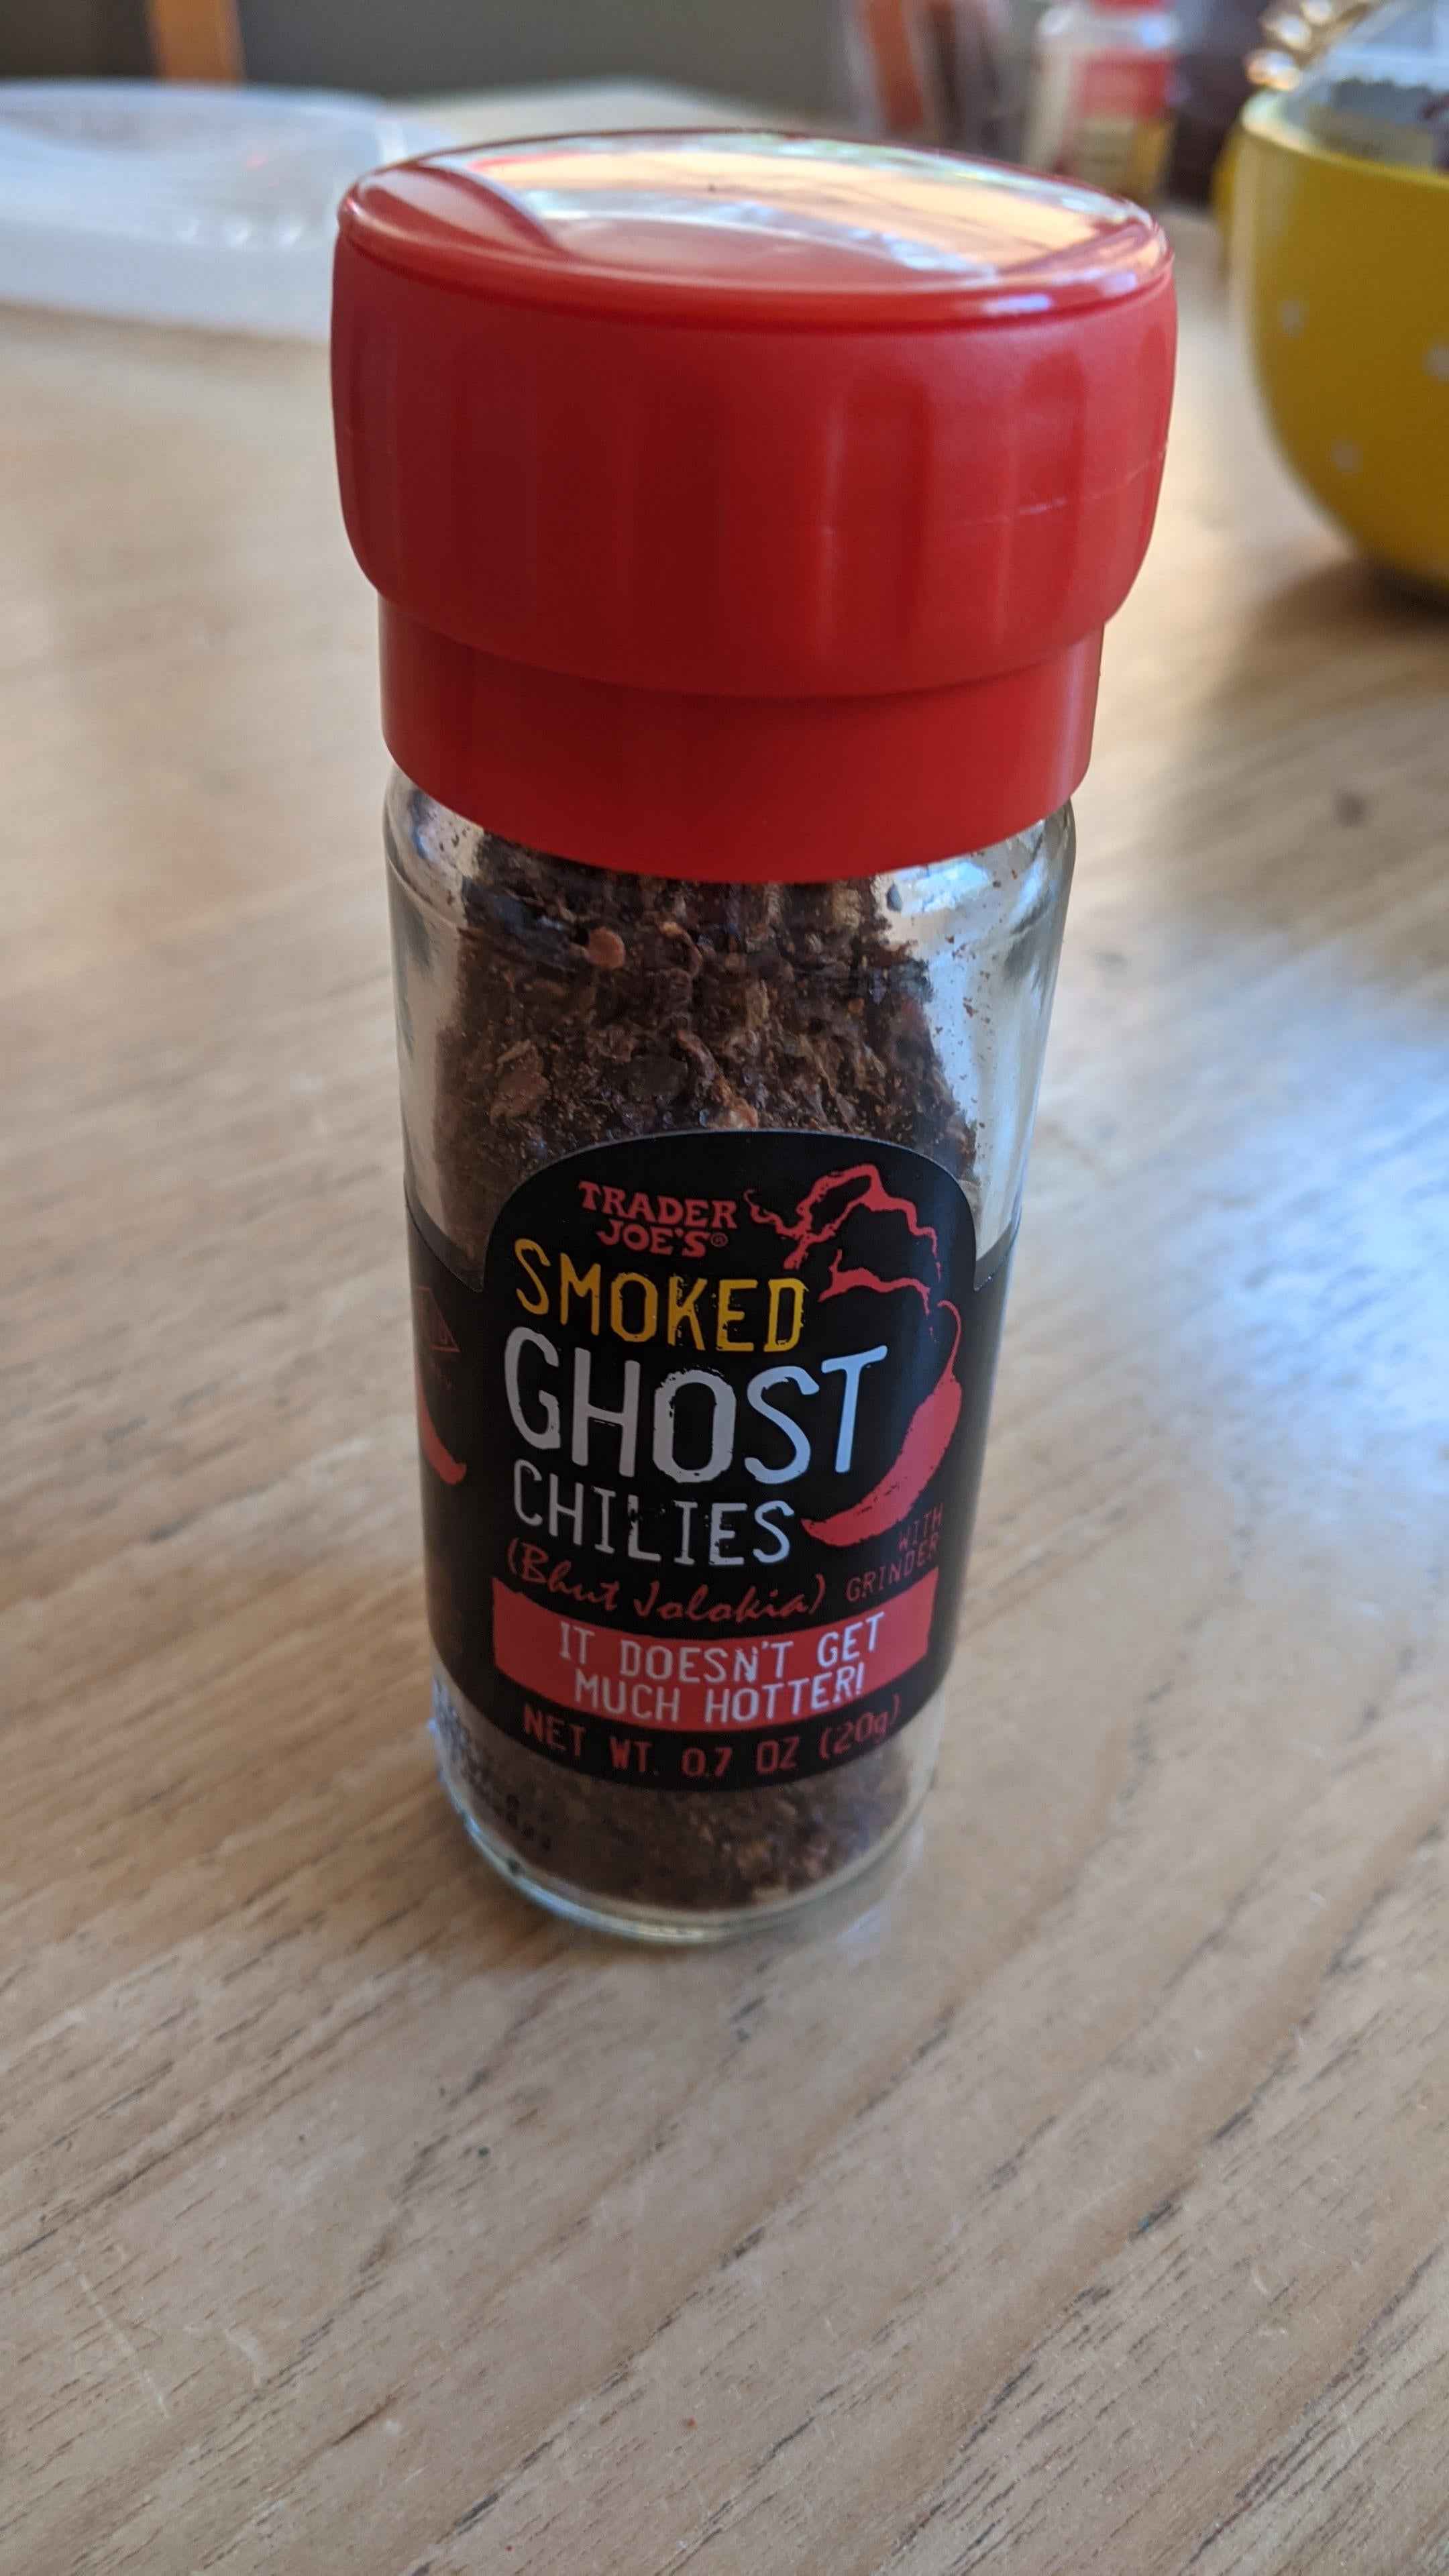 TRADER
JOE'S®
SMOKED
GHOST
CHILIES
(Bhut Jolokia)
WITH
GRINDER
IT DOESN'T GET
MUCH HOTTER!
NET WT. 0.7 OZ (20g)